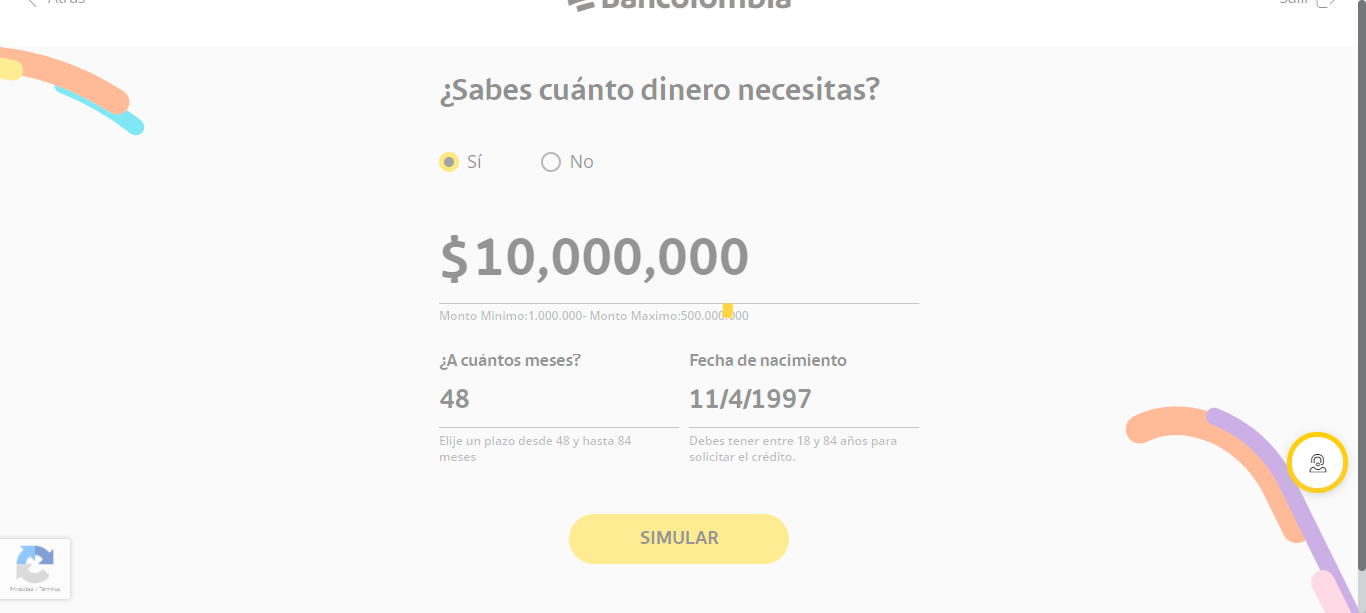 Atrás
Bancolombia
Salir
¿Sabes cuánto dinero necesitas?
Sí
No
$10,000,000
Monto Minimo:1.000.000- Monto Maximo:500.000.000
¿A cuántos meses?
Fecha de nacimiento
48
11/4/1997
Elije un plazo desde 48 y hasta 84
meses
Debes tener entre 18 y 84 años para
solicitar el crédito.
SIMULAR
Privacidad - Términos